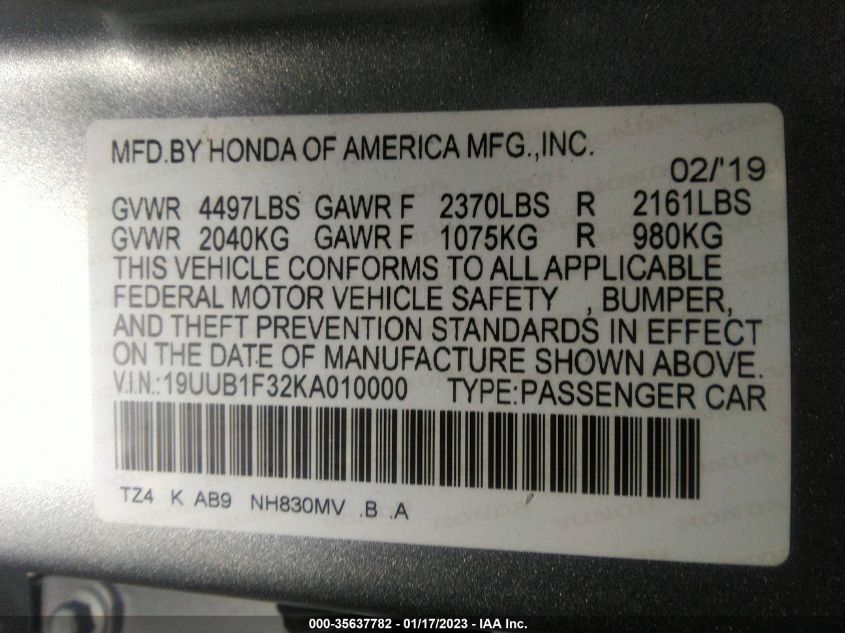 MFD.BY HONDA OF AMERICA MFG.,INC.
02/'19
GVWR 4497LBS GAWR F 2370LBS R 2161LBS
GVWR 2040KG GAWR F 1075KG R 980KG
THIS VEHICLE CONFORMS TO ALL APPLICABLE
FEDERAL MOTOR VEHICLE SAFETY , BUMPER,
AND THEFT PREVENTION STANDARDS IN EFFECT
ON THE DATE OF MANUFACTURE SHOWN ABOVE.
V.I.N.:19UUB1F32KA010000 TYPE:PASSENGER CAR
TZ4 K AB9 NH830MV .B .A
000-35637782 - 01/17/2023 - IAA Inc.